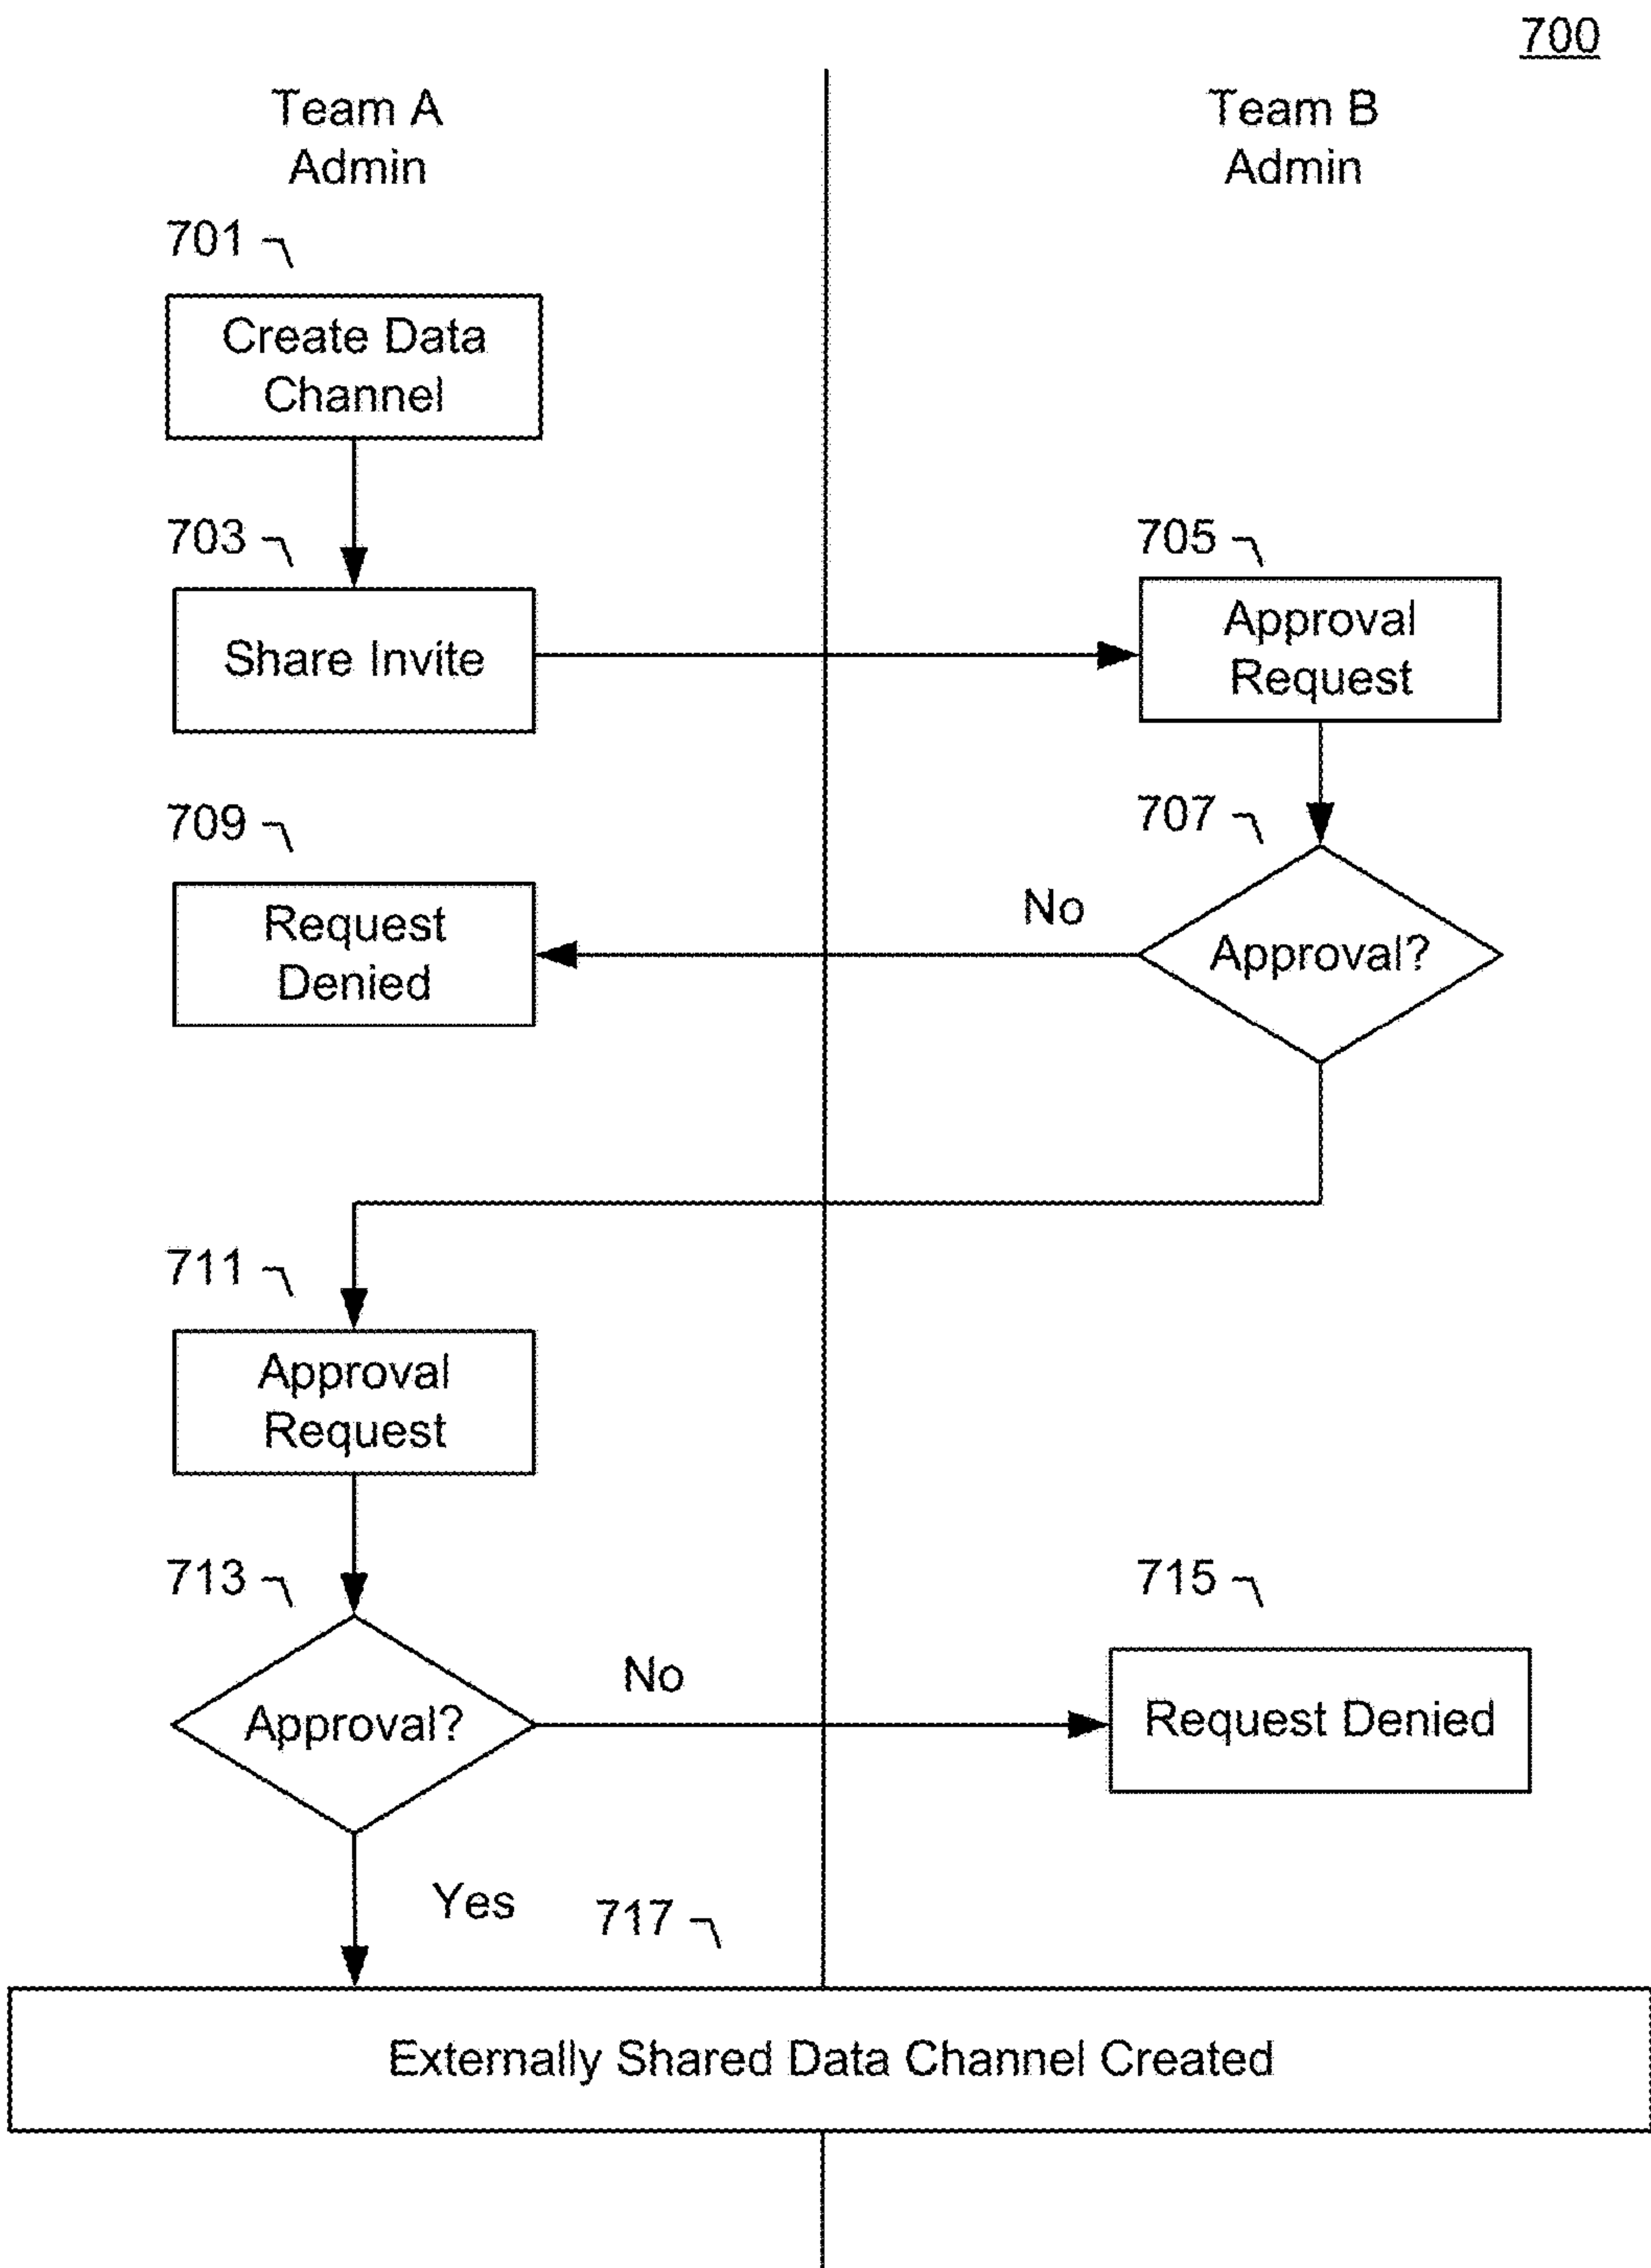 700
Team A
Admin
Team B
Admin
701
Create Data
Channel
703
Share Invite
705
Approval
Request
707
Approval?
No
709
Request
Denied
711
Approval
Request
713
Approval?
No
715
Request Denied
Yes
717
Externally Shared Data Channel Created